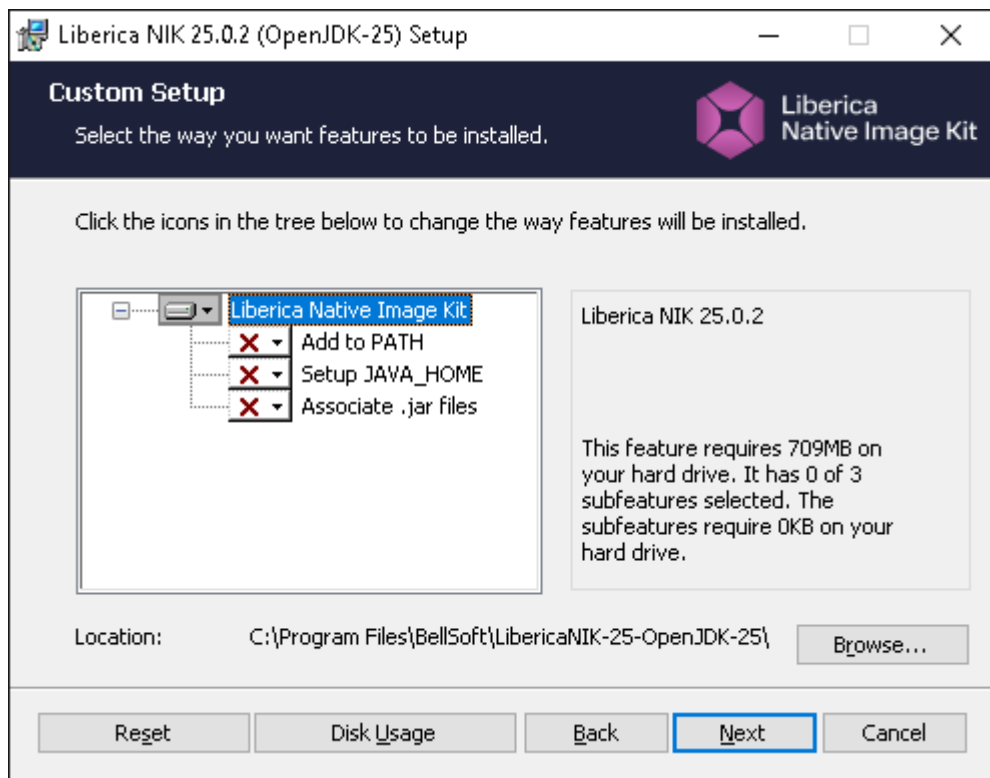 Liberica NIK 25.0.2 (OpenJDK-25) Setup
Custom Setup
Select the way you want features to be installed.
Liberica
Native Image Kit
Click the icons in the tree below to change the way features will be installed.
Liberica Native Image Kit
Add to PATH
Setup JAVA_HOME
Associate .jar files
Liberica NIK 25.0.2
This feature requires 709MB on
your hard drive. It has 0 of 3
subfeatures selected. The
subfeatures require 0KB on your
hard drive.
Location: C:\Program Files\BellSoft\LibericaNIK-25-OpenJDK-25\ Browse...
Reset Disk Usage Back Next Cancel